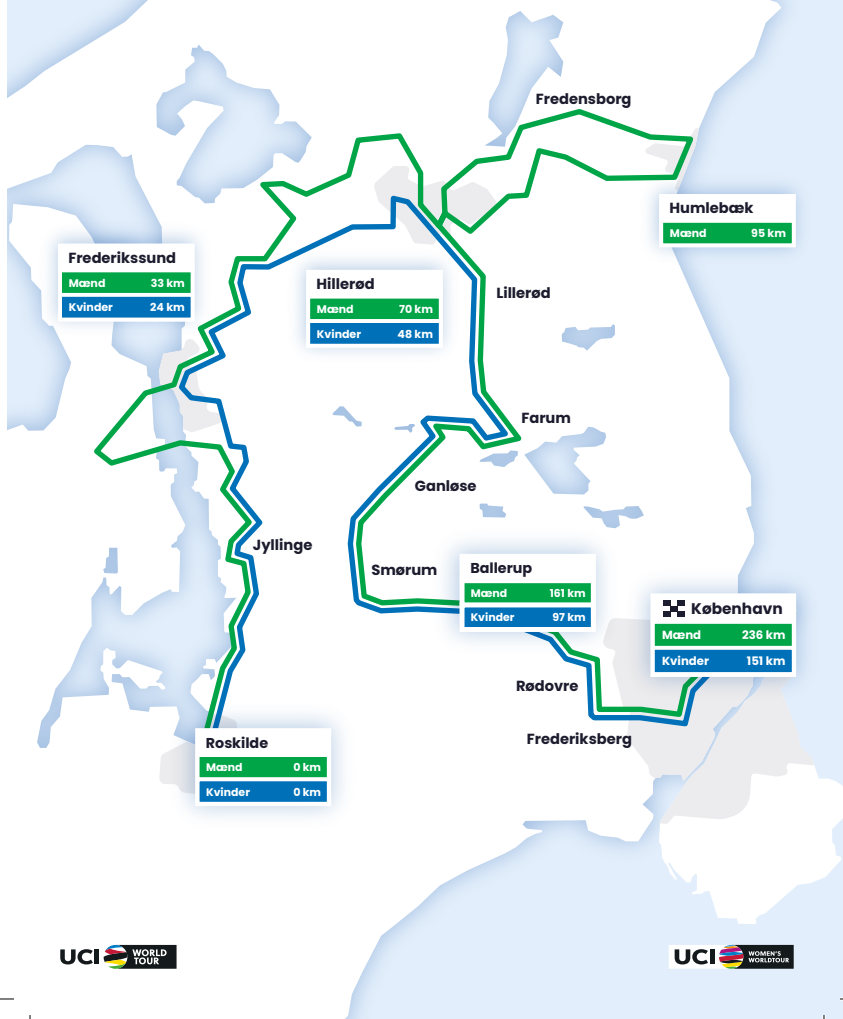 Fredensborg
Humlebæk
Mænd 95 km
Frederikssund
Mænd 33 km
Kvinder 24 km
Hillerød
Mænd 70 km
Kvinder 48 km
Lillerød
Farum
Ganløse
Jyllinge
Smørum
Ballerup
Mænd 161 km
Kvinder 97 km
København
Mænd 236 km
Kvinder 151 km
Rødovre
Frederiksberg
Roskilde
Mænd 0 km
Kvinder 0 km
UCI WORLD
TOUR
UCI WOMEN'S
WORLDTOUR